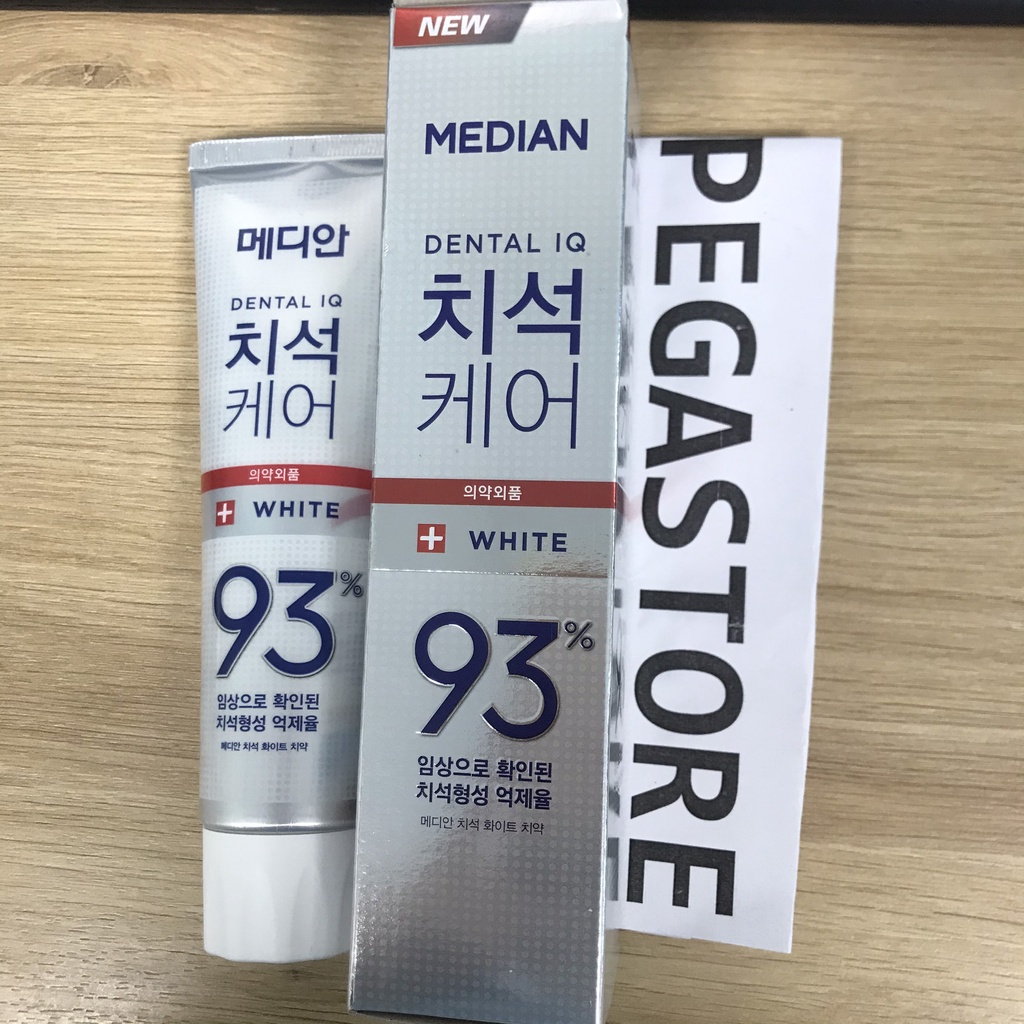 메디안
DENTAL IQ
치석
케어
의약외품
WHITE
93%
임상으로 확인된
치석형성 억제율
메디안 치석 화이트 치약
NEW
MEDIAN
DENTAL IQ
치석
케어
의약외품
WHITE
93%
임상으로 확인된
치석형성 억제율
메디안 치석 화이트 치약
PEGASTORE